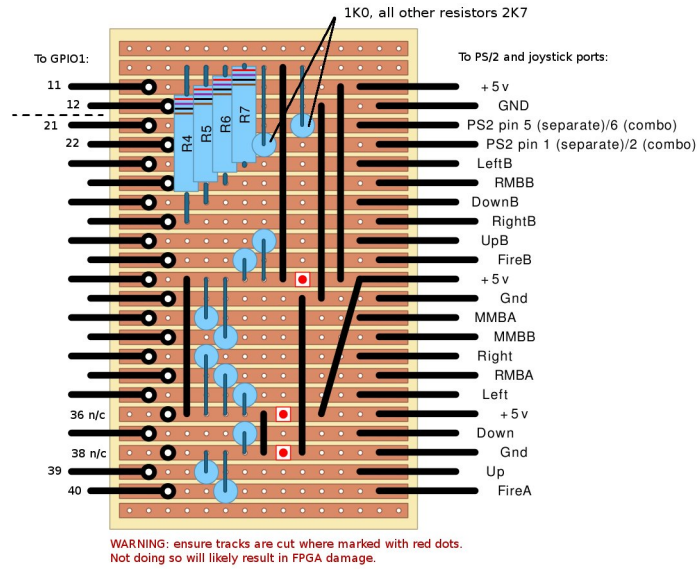 1K0, all other resistors 2K7
To GPIO1:
To PS/2 and joystick ports:
11
+5v
12
GND
21
PS2 pin 5 (separate)/6 (combo)
22
PS2 pin 1 (separate)/2 (combo)
R4
R5
R6
R7
LeftB
RMBB
DownB
RightB
UpB
FireB
+5v
Gnd
MMBA
MMBB
Right
RMBA
Left
36 n/c
+5v
Down
38 n/c
Gnd
39
Up
40
FireA
WARNING: ensure tracks are cut where marked with red dots.
Not doing so will likely result in FPGA damage.